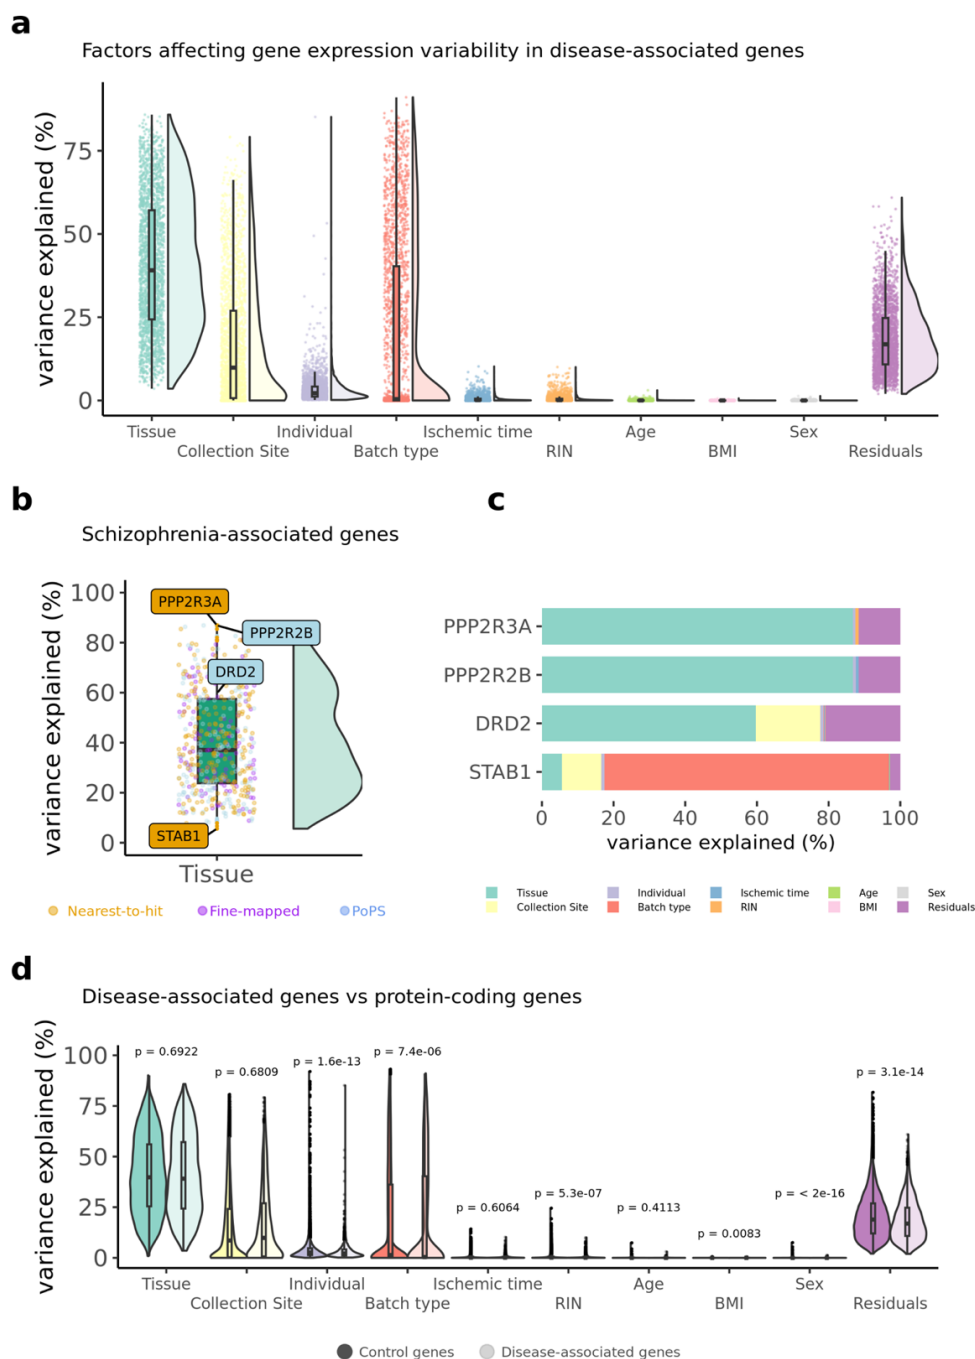 a
Factors affecting gene expression variability in disease-associated genes
variance explained (%)
75
50
25
0
Tissue
Collection Site
Individual
Batch type
Ischemic time
RIN
Age
BMI
Sex
Residuals
b
Schizophrenia-associated genes
variance explained (%)
100
80
60
40
20
0
PPP2R3A
PPP2R2B
DRD2
STAB1
Tissue
Nearest-to-hit
Fine-mapped
PoPS
c
PPP2R3A
PPP2R2B
DRD2
STAB1
0 20 40 60 80 100
variance explained (%)
Tissue
Individual
Ischemic time
Age
Sex
Collection Site
Batch type
RIN
BMI
Residuals
d
Disease-associated genes vs protein-coding genes
variance explained (%)
100
75
50
25
0
p = 0.6922
p = 0.6809
p = 1.6e-13
p = 7.4e-06
p = 0.6064
p = 5.3e-07
p = 0.4113
p = 0.0083
p = < 2e-16
p = 3.1e-14
Tissue
Collection Site
Individual
Batch type
Ischemic time
RIN
Age
BMI
Sex
Residuals
Control genes
Disease-associated genes